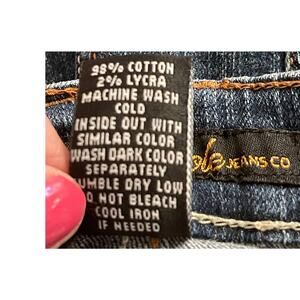 98% COTTON
2% LYCRA
MACHINE WASH
COLD
INSIDE OUT WITH
SIMILAR COLOR
WASH DARK COLOR
SEPARATELY
UMBLE DRY LOW
DO NOT BLEACH
COOL IRON
IF NEEDED
JEANS CO